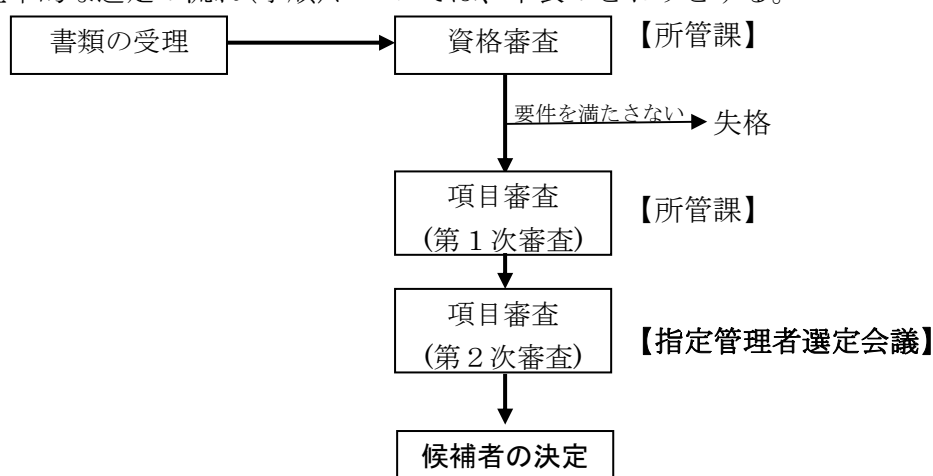 書類の受理
資格審査
【所管課】
要件を満たさない
失格
項目審査
(第１次審査)
【所管課】
項目審査
(第２次審査)
【指定管理者選定会議】
候補者の決定